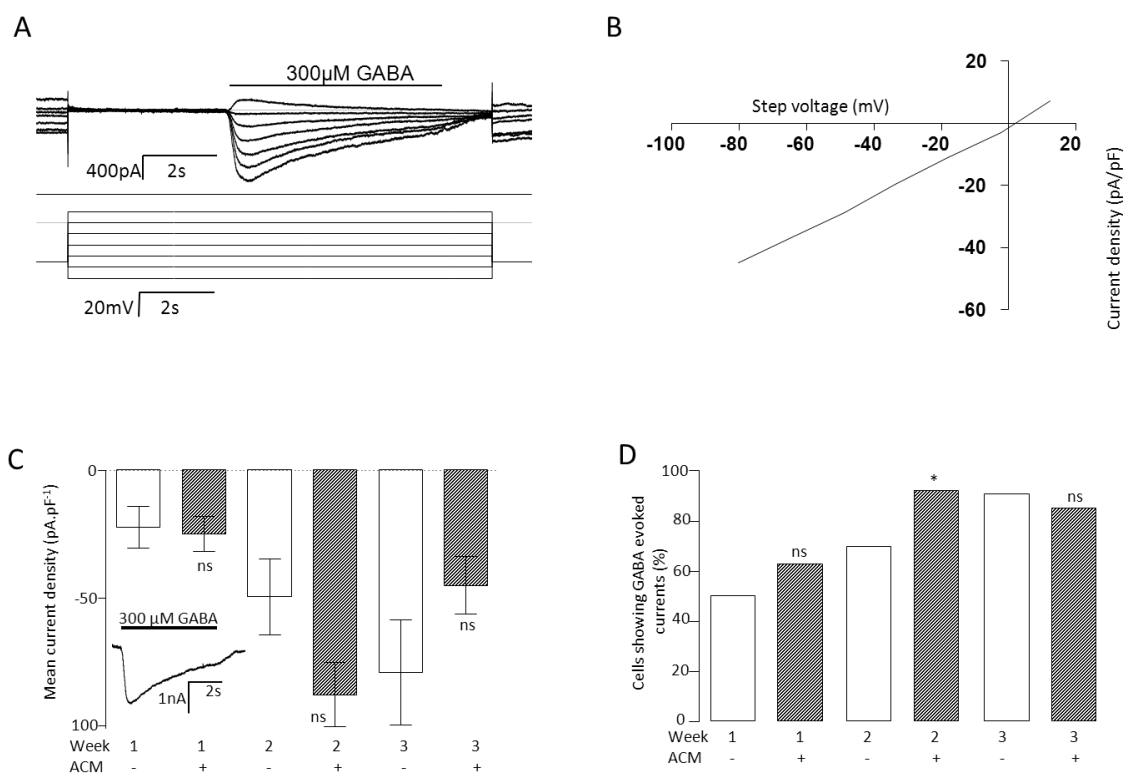 A
300µM GABA
400pA 2s
20mV 2s
B
20
Step voltage (mV)
-100 -80 -60 -40 -20 0 20
-20
-40
-60
Current density (pA/pF)
C
0
-50
100
Mean current density (pA.pF-1)
ns
ns
ns
300 µM GABA
1nA 2s
Week 1 1 2 2 3 3
ACM - + - + - +
D
100
80
60
40
20
0
Cells showing GABA evoked
currents (%)
ns
*
ns
Week 1 1 2 2 3 3
ACM - + - + - +